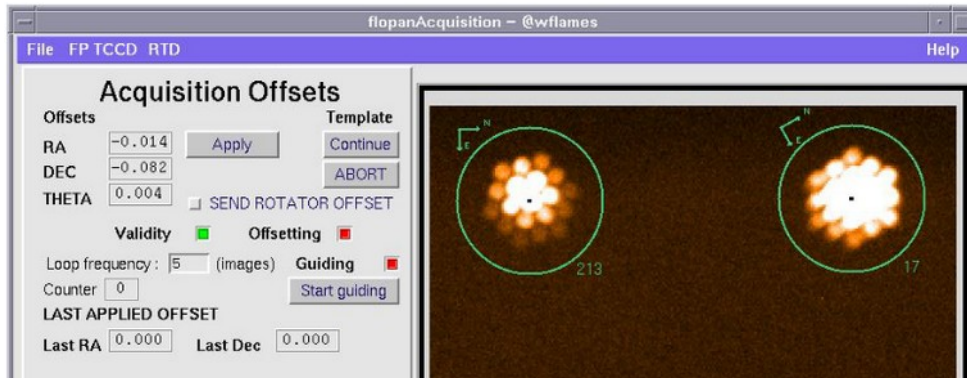 flopanAcquisition – @wflames
File FP TCCD RTD Help
Acquisition Offsets
Offsets Template
RA -0.014 Apply Continue
DEC -0.082 ABORT
THETA 0.004 SEND ROTATOR OFFSET
Validity Offsetting
Loop frequency : 5 (images) Guiding
Counter 0 Start guiding
LAST APPLIED OFFSET
Last RA 0.000 Last Dec 0.000
N
E
213
N
E
17